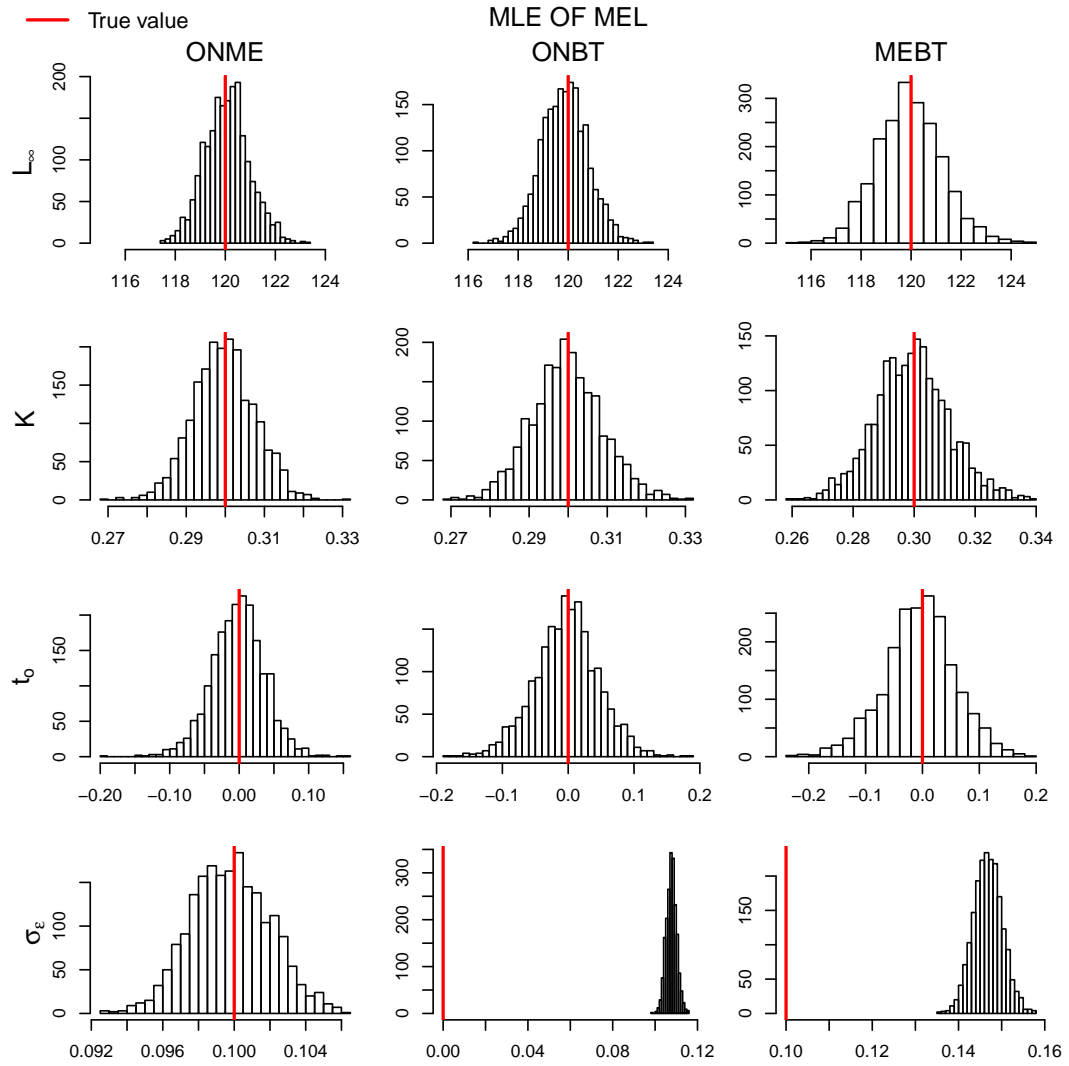 True value
MLE OF MEL
ONME ONBT MEBT
L∞
0 50 100 150 200
0 50 100 150
0 100 200 300
116 118 120 122 124
116 118 120 122 124
116 118 120 122 124
K
0 50 150
0 50 100 150 200
0 50 100 150
0.27 0.29 0.31 0.33
0.27 0.29 0.31 0.33
0.26 0.28 0.30 0.32 0.34
to
0 50 150
0 50 100
0 100 200
−0.20 −0.10 0.00 0.10
−0.2 −0.1 0.0 0.1 0.2
−0.2 −0.1 0.0 0.1 0.2
σε
0 50 100
0 100 200 300
0 50 150
0.092 0.096 0.100 0.104
0.00 0.04 0.08 0.12
0.10 0.12 0.14 0.16